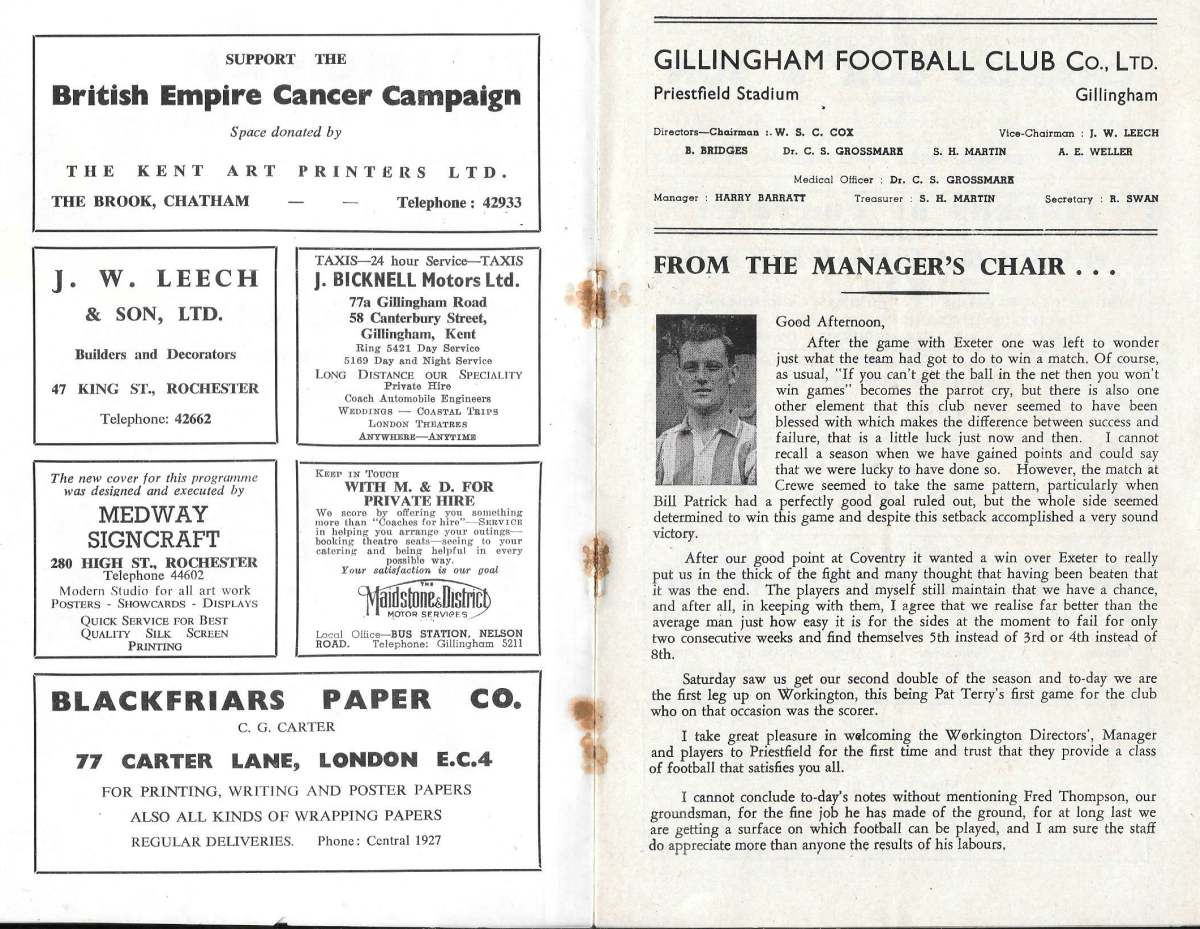 SUPPORT THE
British Empire Cancer Campaign
Space donated by
THE KENT ART PRINTERS LTD.
THE BROOK, CHATHAM — — Telephone : 42933
J. W. LEECH
& SON, LTD.
Builders and Decorators
47 KING ST., ROCHESTER
Telephone: 42662
TAXIS—24 hour Service—TAXIS
J. BICKNELL Motors Ltd.
77a Gillingham Road
58 Canterbury Street,
Gillingham, Kent
Ring 5421 Day Service
5169 Day and Night Service
LONG DISTANCE OUR SPECIALITY
Private Hire
Coach Automobile Engineers
WEDDINGS — COASTAL TRIPS
LONDON THEATRES
ANYWHERE—ANYTIME
The new cover for this programme
was designed and executed by
MEDWAY
SIGNCRAFT
280 HIGH ST., ROCHESTER
Telephone 44602
Modern Studio for all art work
POSTERS - SHOWCARDS - DISPLAYS
QUICK SERVICE FOR BEST
QUALITY SILK SCREEN
PRINTING
KEEP IN TOUCH
WITH M. & D. FOR
PRIVATE HIRE
We score by offering you something
more than "Coaches for hire"—SERVICE
in helping you arrange your outings—
booking theatre seats—seeing to your
catering and being helpful in every
possible way.
Your satisfaction is our goal
THE
Maidstone & District
MOTOR SERVICES
Local Office—BUS STATION, NELSON
ROAD. Telephone: Gillingham 5211
BLACKFRIARS PAPER CO.
C. G. CARTER
77 CARTER LANE, LONDON E.C.4
FOR PRINTING, WRITING AND POSTER PAPERS
ALSO ALL KINDS OF WRAPPING PAPERS
REGULAR DELIVERIES. Phone: Central 1927
GILLINGHAM FOOTBALL CLUB Co., LTD.
Priestfield Stadium Gillingham
Directors—Chairman : W. S. C. COX Vice-Chairman : J. W. LEECH
B. BRIDGES Dr. C. S. GROSSMARK S. H. MARTIN A. E. WELLER
Medical Officer : Dr. C. S. GROSSMARK
Manager : HARRY BARRATT Treasurer : S. H. MARTIN Secretary : R. SWAN
FROM THE MANAGER'S CHAIR . . .
Good Afternoon,
After the game with Exeter one was left to wonder
just what the team had got to do to win a match. Of course,
as usual, "If you can't get the ball in the net then you won't
win games" becomes the parrot cry, but there is also one
other element that this club never seemed to have been
blessed with which makes the difference between success and
failure, that is a little luck just now and then. I cannot
recall a season when we have gained points and could say
that we were lucky to have done so. However, the match at
Crewe seemed to take the same pattern, particularly when
Bill Patrick had a perfectly good goal ruled out, but the whole side seemed
determined to win this game and despite this setback accomplished a very sound
victory.
After our good point at Coventry it wanted a win over Exeter to really
put us in the thick of the fight and many thought that having been beaten that
it was the end. The players and myself still maintain that we have a chance,
and after all, in keeping with them, I agree that we realise far better than the
average man just how easy it is for the sides at the moment to fail for only
two consecutive weeks and find themselves 5th instead of 3rd or 4th instead of
8th.
Saturday saw us get our second double of the season and to-day we are
the first leg up on Workington, this being Pat Terry's first game for the club
who on that occasion was the scorer.
I take great pleasure in welcoming the Workington Directors', Manager
and players to Priestfield for the first time and trust that they provide a class
of football that satisfies you all.
I cannot conclude to-day's notes without mentioning Fred Thompson, our
groundsman, for the fine job he has made of the ground, for at long last we
are getting a surface on which football can be played, and I am sure the staff
do appreciate more than anyone the results of his labours.